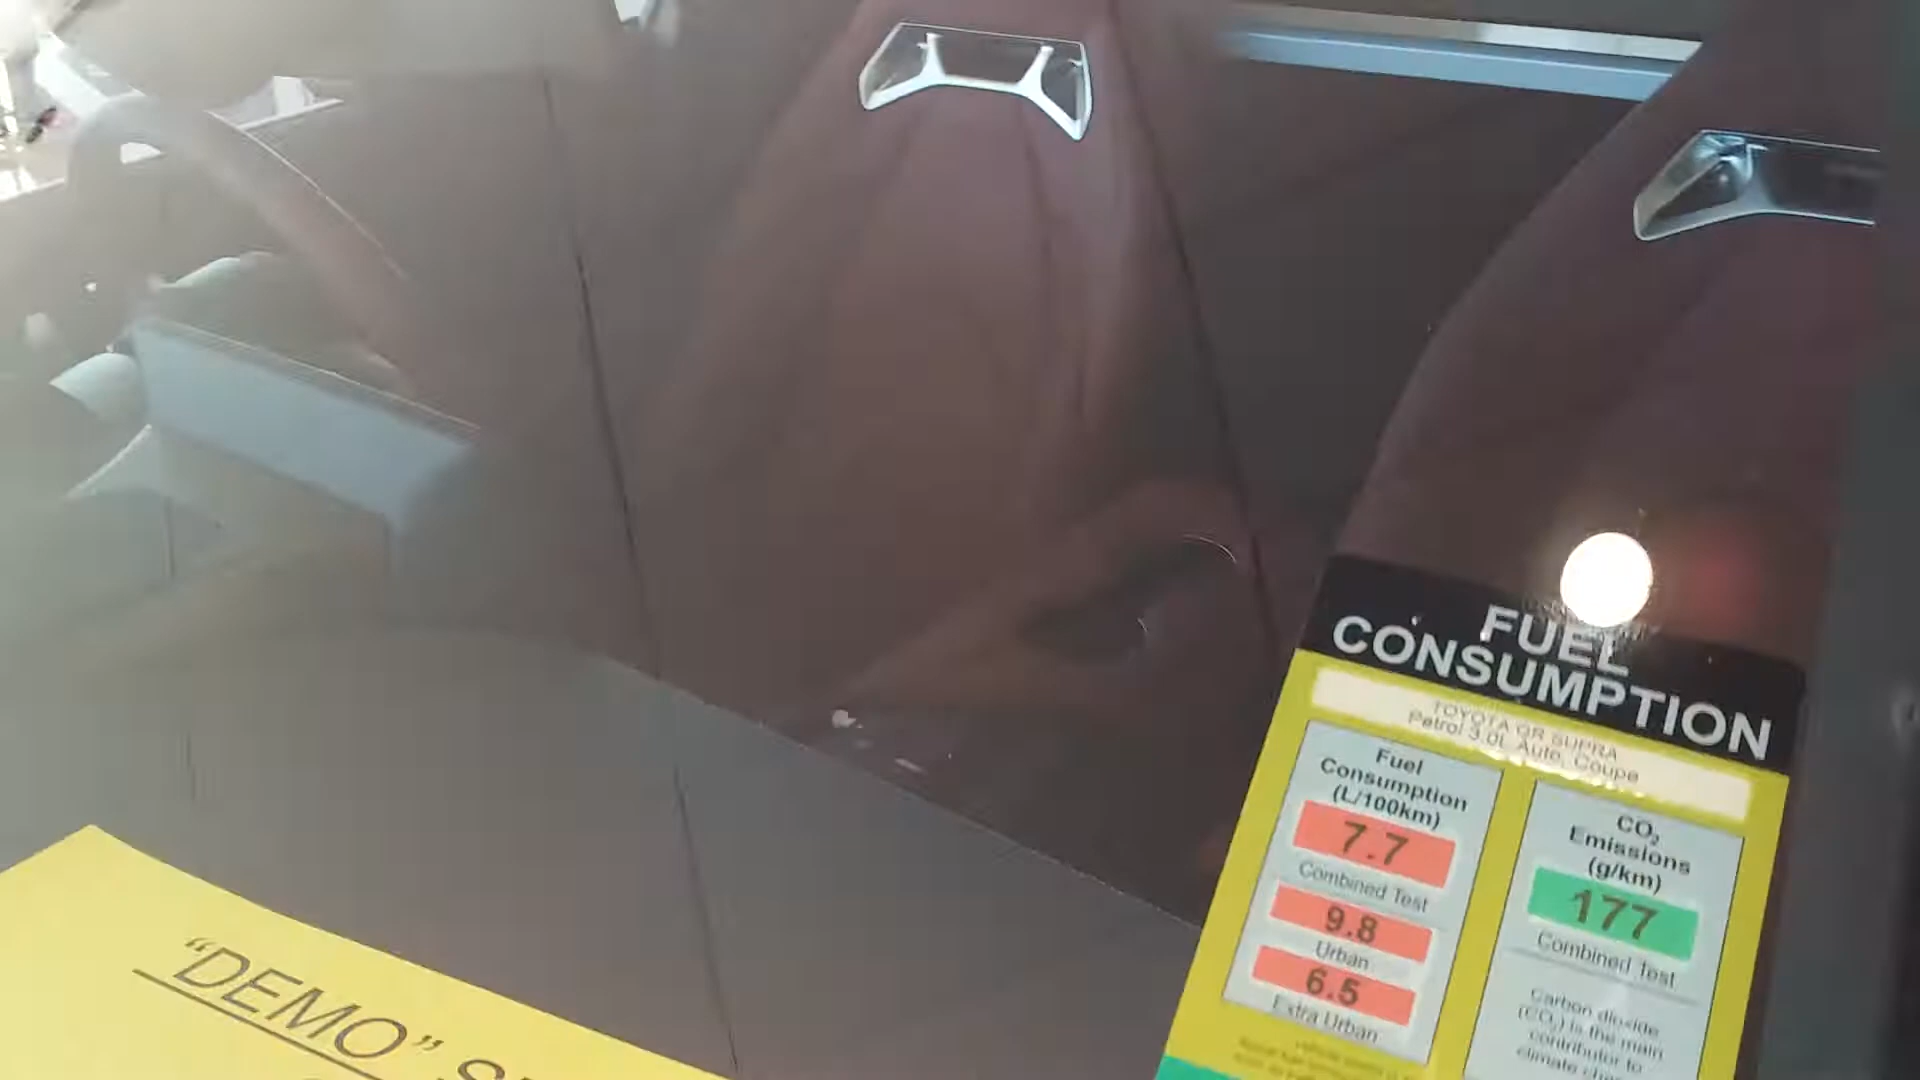 FUEL
CONSUMPTION
TOYOTA GR SUPRA
Petrol 3.0L, Auto, Coupe
Fuel
Consumption
(L/100km)
7.7
Combined Test
9.8
Urban
6.5
Extra Urban
CO₂
Emissions
(g/km)
177
Combined Test
Carbon dioxide
(CO₂) is the main
contributor to
climate
“DEMO”